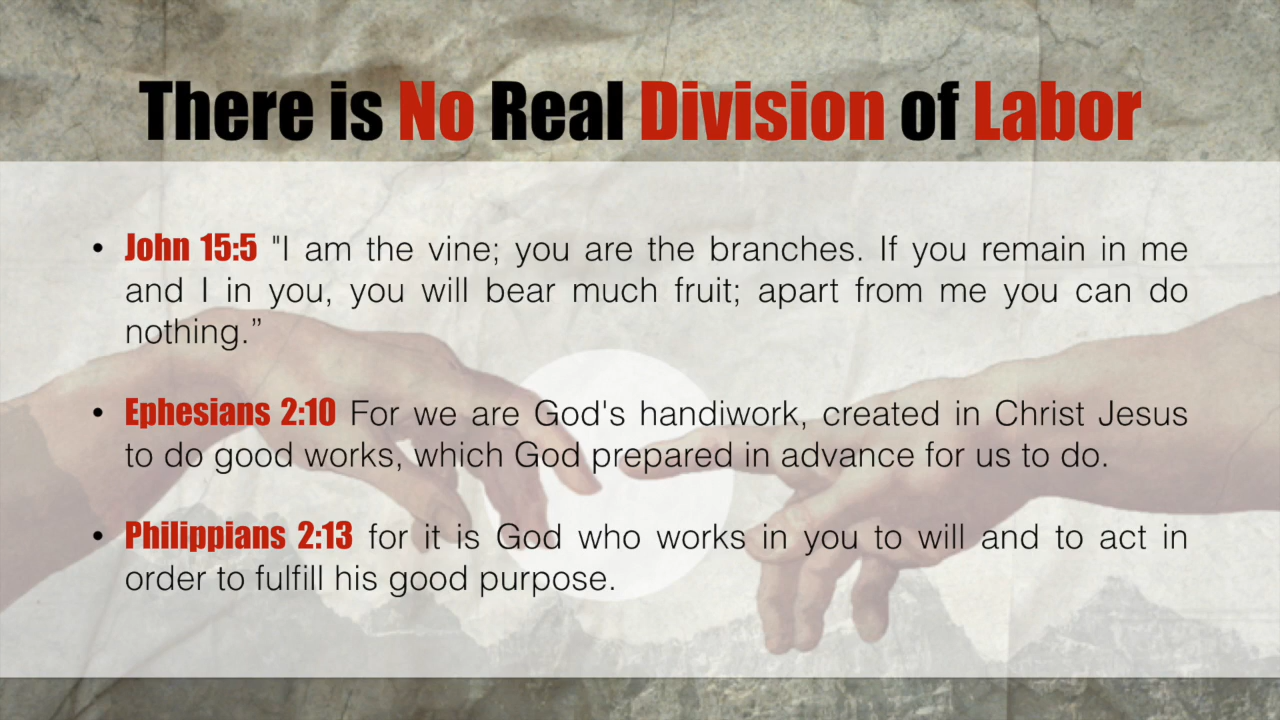 There is No Real Division of Labor
• John 15:5 "I am the vine; you are the branches. If you remain in me
and I in you, you will bear much fruit; apart from me you can do
nothing.”
• Ephesians 2:10 For we are God's handiwork, created in Christ Jesus
to do good works, which God prepared in advance for us to do.
• Philippians 2:13 for it is God who works in you to will and to act in
order to fulfill his good purpose.